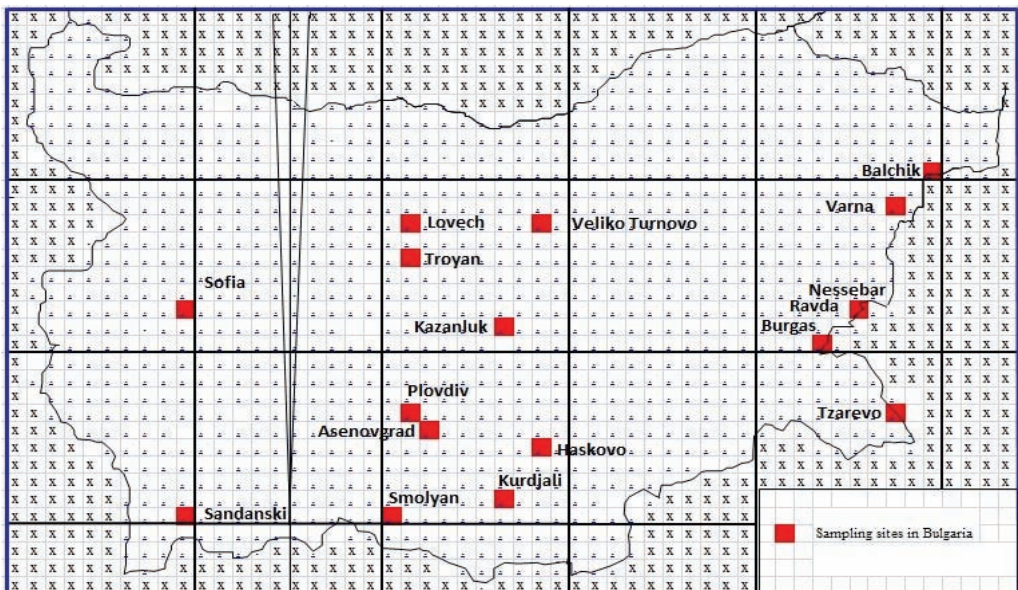 Balchik
Varna
Lovech
Veliko Turnovo
Troyan
Sofia
Nessebar
Ravda
Kazanluk
Burgas
Plovdiv
Tzarevo
Asenovgrad
Haskovo
Kurdjali
Smolyan
Sandanski
Sampling sites in Bulgaria